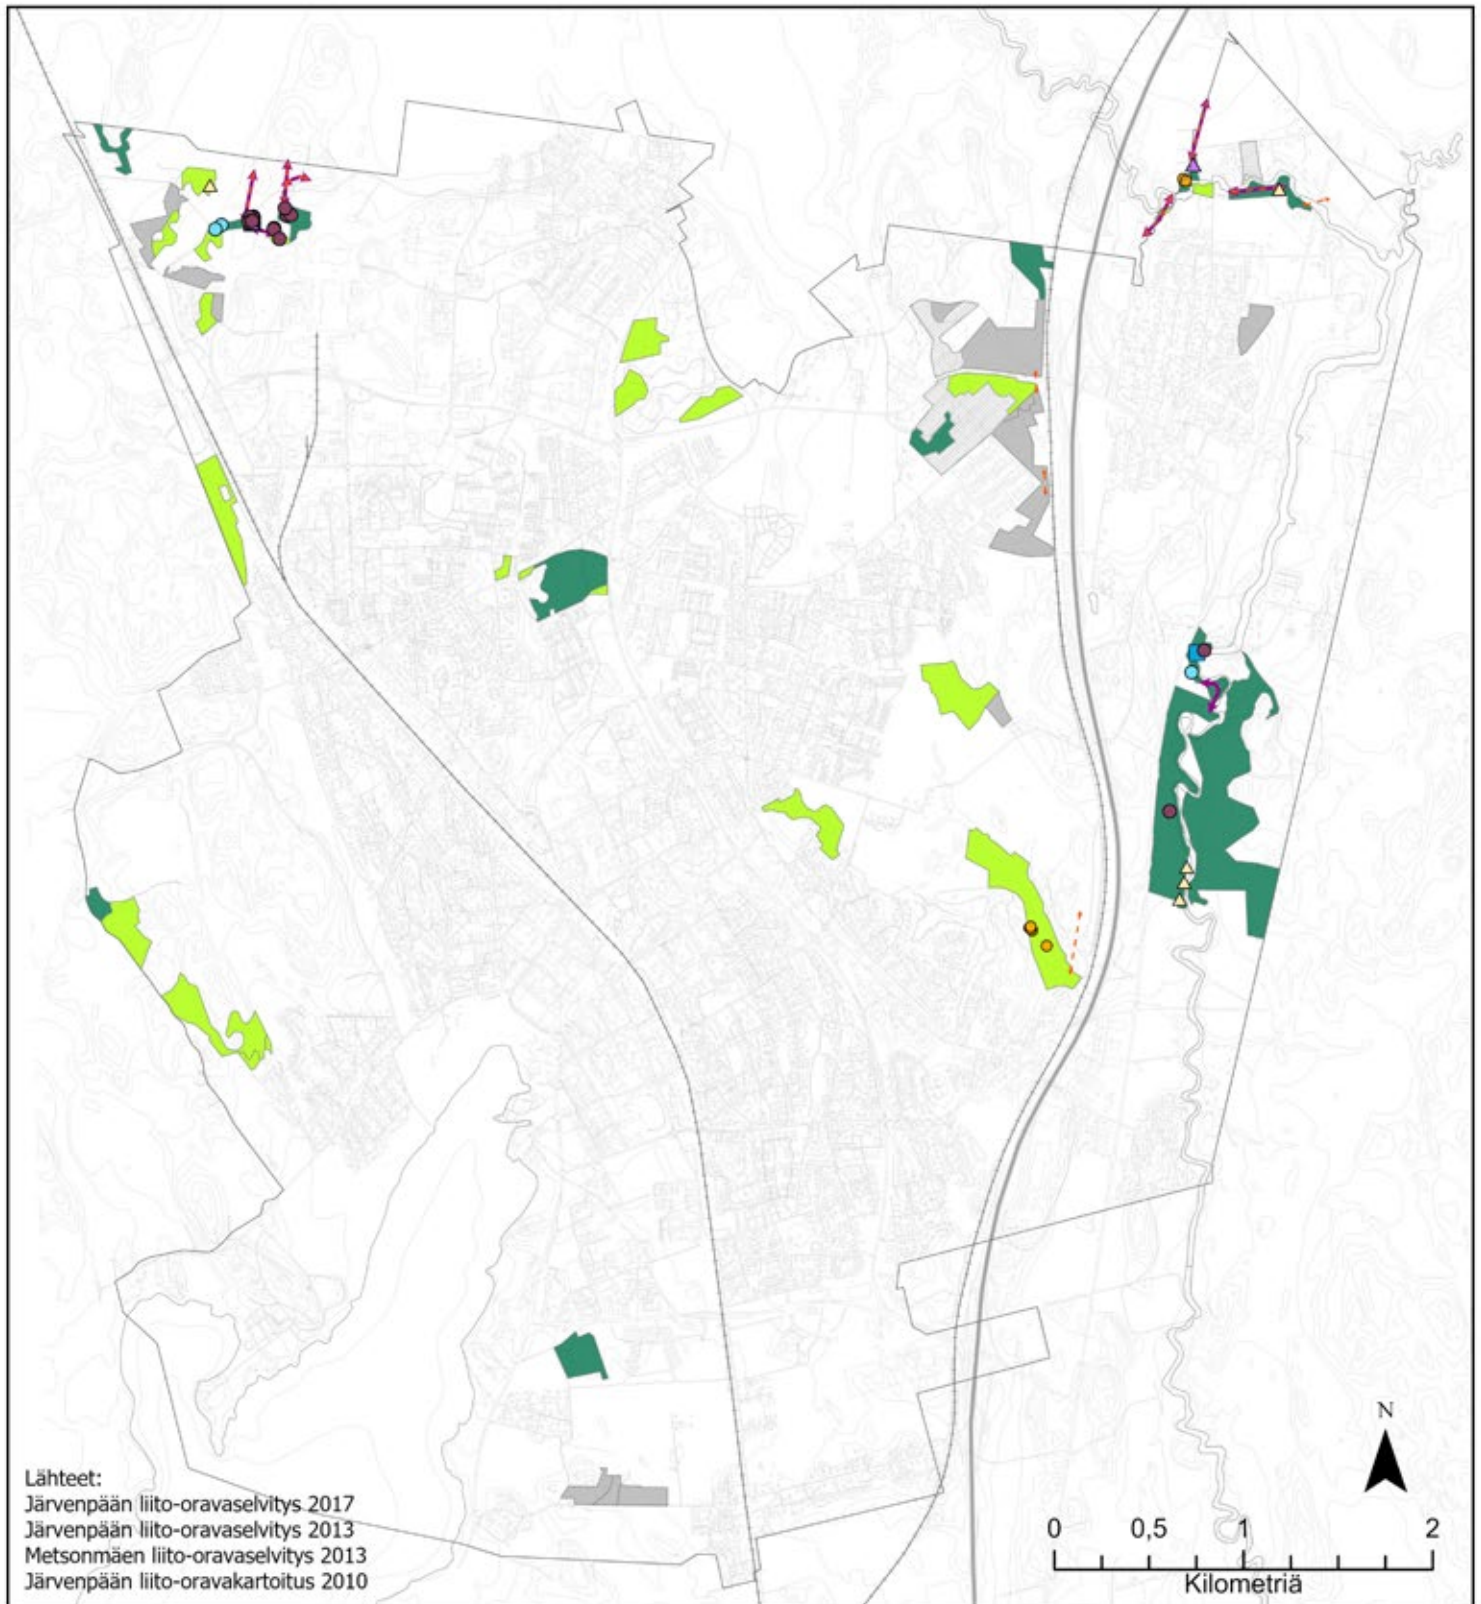 N
Lähteet:
Järvenpään liito-oravaselvitys 2017
Järvenpään liito-oravaselvitys 2013
Metsonmäen liito-oravaselvitys 2013
Järvenpään liito-oravakartoitus 2010
0 0,5 1 2
Kilometriä